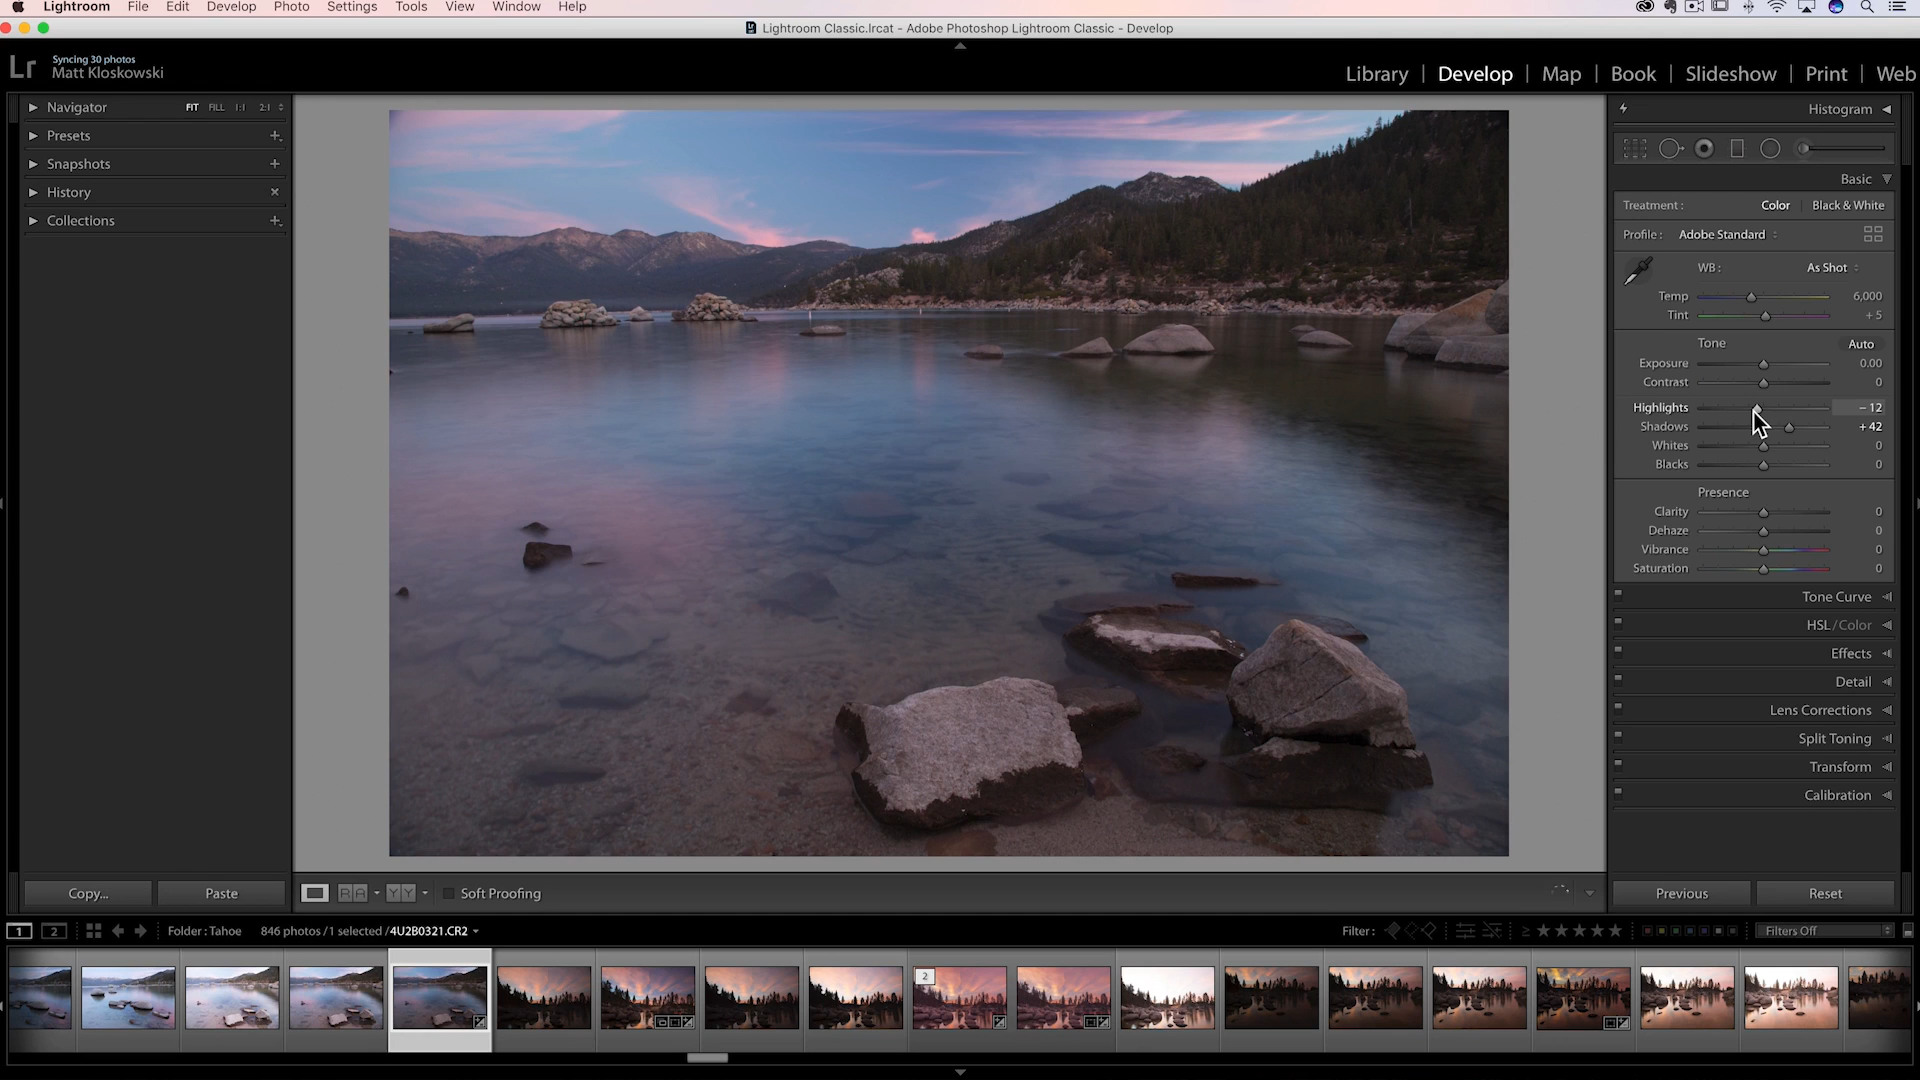 Lightroom File Edit Develop Photo Settings Tools View Window Help
Lightroom Classic.lrcat - Adobe Photoshop Lightroom Classic - Develop
Lr
Syncing 30 photos
Matt Kloskowski
Library | Develop | Map | Book | Slideshow | Print | Web
Navigator FIT FILL 1:1 2:1
Presets
Snapshots
History
Collections
Histogram
Basic
Treatment : Color Black & White
Profile : Adobe Standard
WB : As Shot
Temp 6,000
Tint + 5
Tone Auto
Exposure 0.00
Contrast 0
Highlights – 12
Shadows + 42
Whites 0
Blacks 0
Presence
Clarity 0
Dehaze 0
Vibrance 0
Saturation 0
Tone Curve
HSL / Color
Effects
Detail
Lens Corrections
Split Toning
Transform
Calibration
Copy... Paste
R A Y Y Soft Proofing
Previous Reset
1 2 Folder : Tahoe 846 photos / 1 selected / 4U2B0321.CR2
Filter : Filters Off
2